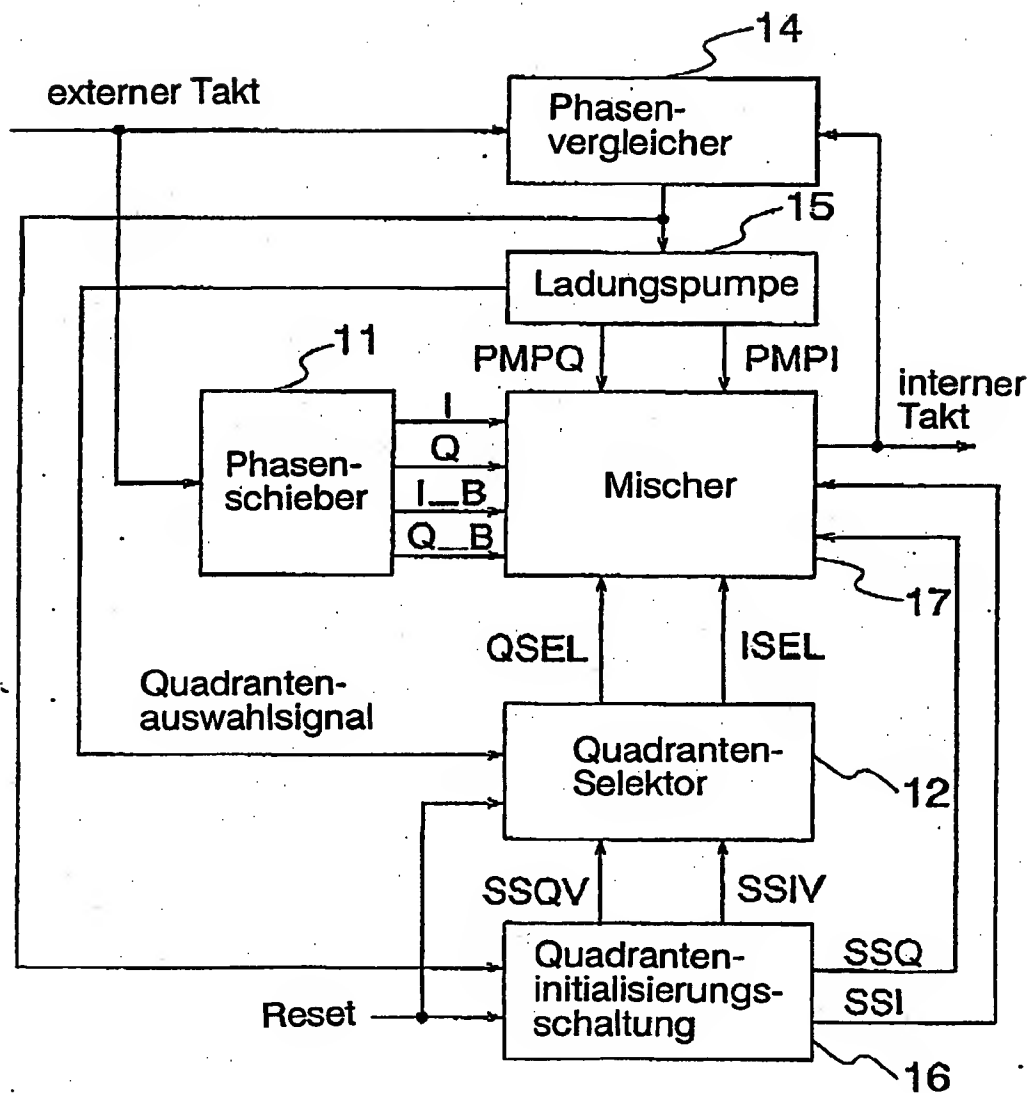 14
externer Takt
Phasen-
vergleicher
15
Ladungspumpe
11
PMPQ
PMPI
interner
Takt
I
Q
I_B
Q_B
Phasen-
schieber
Mischer
17
QSEL
ISEL
Quadranten-
auswahlsignal
Quadranten-
Selektor
12
SSQV
SSIV
Quadranten-
initialisierungs-
schaltung
SSQ
SSI
Reset
16